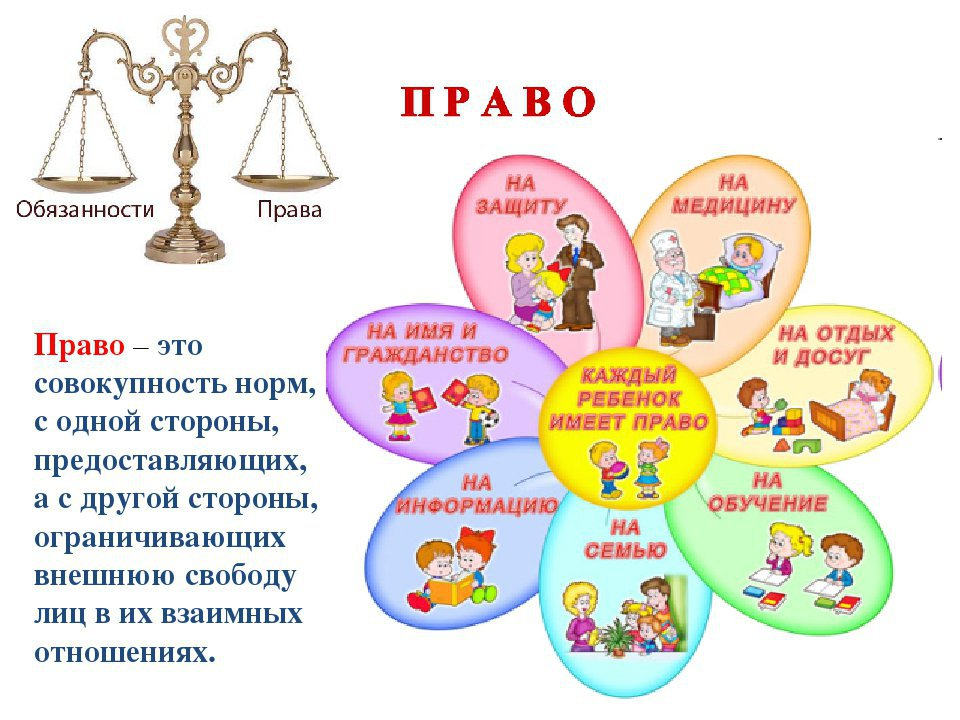 ПРАВО
Обязанности
Права
Право – это
совокупность норм,
с одной стороны,
предоставляющих,
а с другой стороны,
ограничивающих
внешнюю свободу
лиц в их взаимных
отношениях.
НА
ЗАЩИТУ
НА
МЕДИЦИНУ
НА ИМЯ И
ГРАЖДАНСТВО
НА ОТДЫХ
И ДОСУГ
КАЖДЫЙ
РЕБЕНОК
ИМЕЕТ ПРАВО
НА
ИНФОРМАЦИЮ
НА
ОБУЧЕНИЕ
НА
СЕМЬЮ